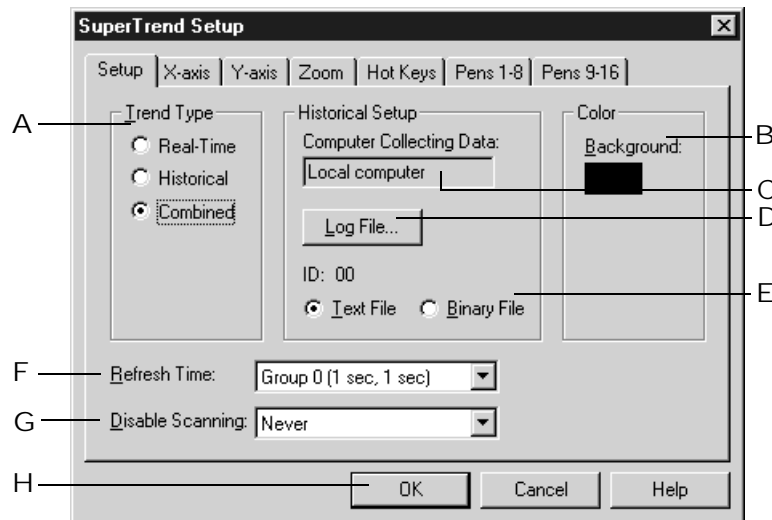 SuperTrend Setup
Setup X-axis Y-axis Zoom Hot Keys Pens 1-8 Pens 9-16
A Trend Type
Real-Time
Historical
Combined
Historical Setup
Computer Collecting Data:
Local computer
Log File...
ID: 00
Text File Binary File
Color
Background:
B
C
D
E
F Refresh Time: Group 0 (1 sec, 1 sec)
G Disable Scanning: Never
H OK Cancel Help